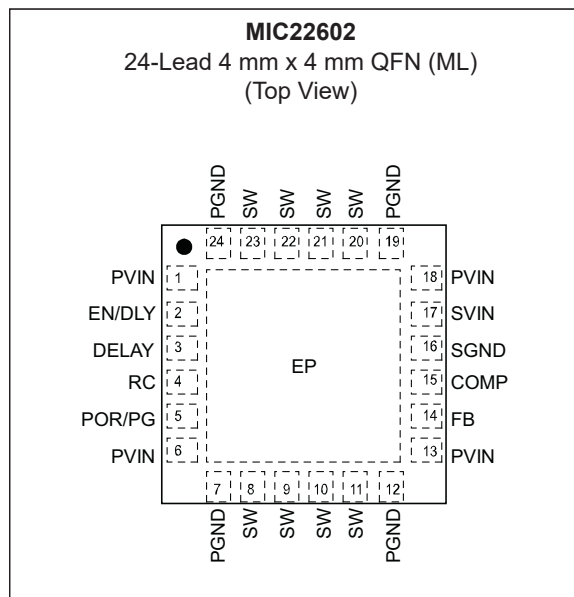 MIC22602
24-Lead 4 mm x 4 mm QFN (ML)
(Top View)
PGND
SW
SW
SW
SW
PGND
24 23 22 21 20 19
PVIN 1
EN/DLY 2
DELAY 3
RC 4
POR/PG 5
PVIN 6
EP
18 PVIN
17 SVIN
16 SGND
15 COMP
14 FB
13 PVIN
7 8 9 10 11 12
PGND
SW
SW
SW
SW
PGND